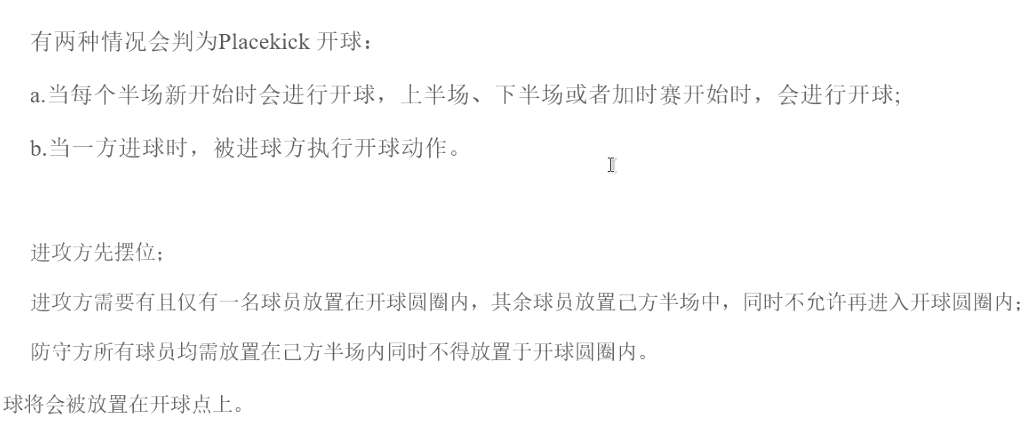 有两种情况会判为Placekick 开球：
a.当每个半场新开始时会进行开球，上半场、下半场或者加时赛开始时，会进行开球;
b.当一方进球时，被进球方执行开球动作。
进攻方先摆位；
进攻方需要有且仅有一名球员放置在开球圆圈内，其余球员放置己方半场中，同时不允许再进入开球圆圈内；
防守方所有球员均需放置在己方半场内同时不得放置于开球圆圈内。
球将会被放置在开球点上。